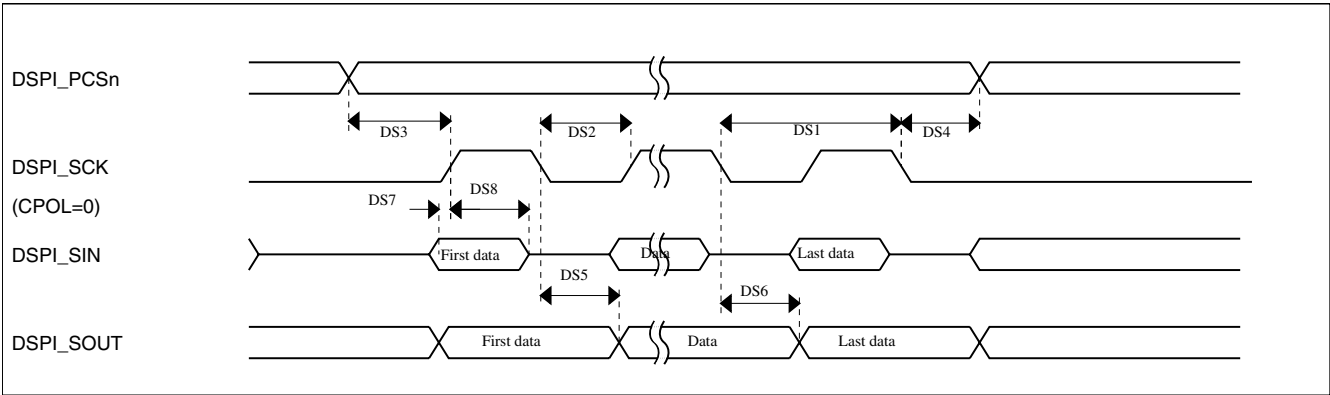 DSPI_PCSn
DS3
DS2
DS1
DS4
DSPI_SCK
(CPOL=0)
DS7
DS8
DSPI_SIN
First data
Data
Last data
DS5
DS6
DSPI_SOUT
First data
Data
Last data